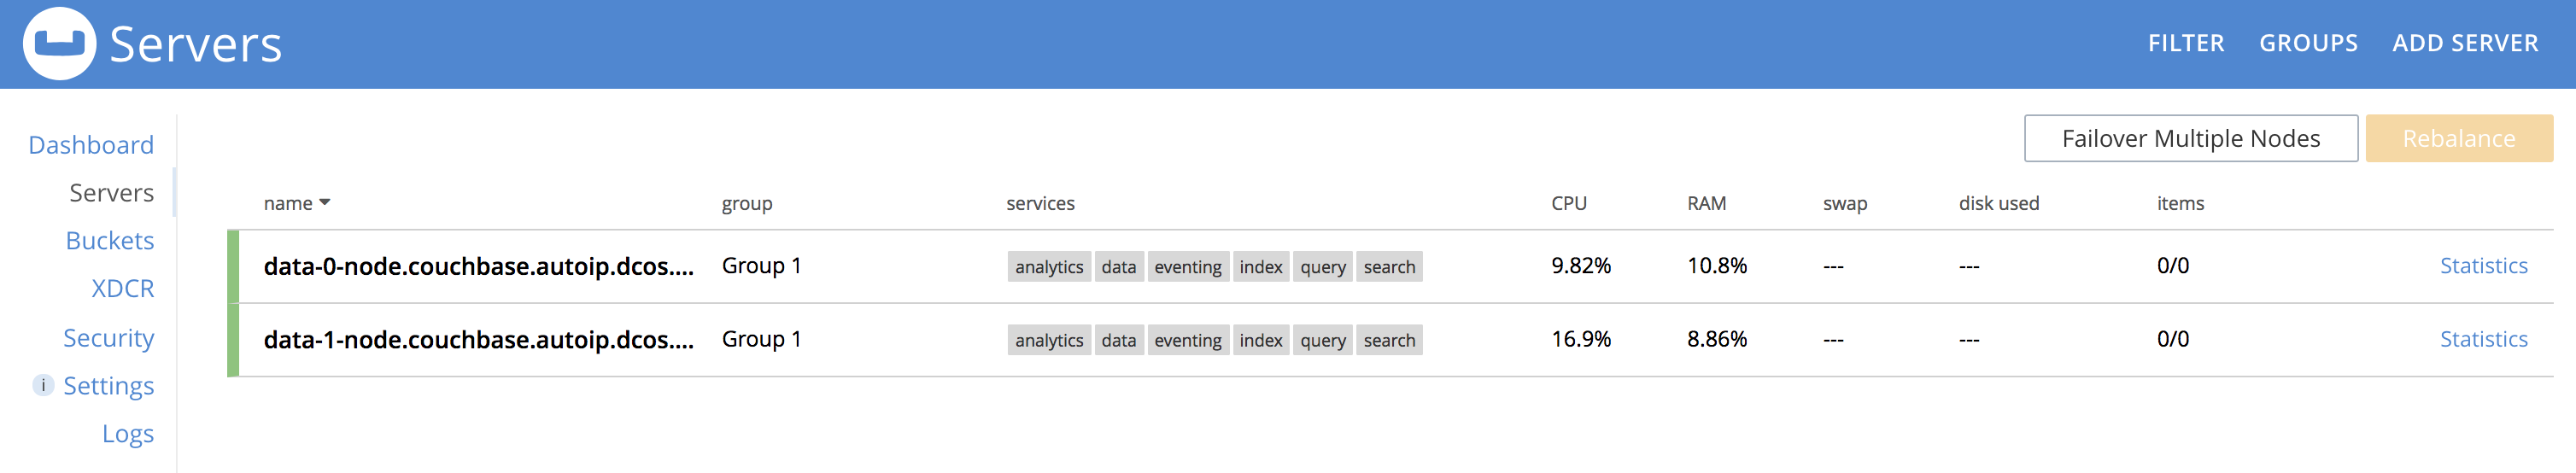 Servers
FILTER GROUPS ADD SERVER
Failover Multiple Nodes Rebalance
Dashboard
Servers
Buckets
XDCR
Security
i Settings
Logs
name group services CPU RAM swap disk used items
data-0-node.couchbase.autoip.dcos.... Group 1 analytics data eventing index query search 9.82% 10.8% --- --- 0/0 Statistics
data-1-node.couchbase.autoip.dcos.... Group 1 analytics data eventing index query search 16.9% 8.86% --- --- 0/0 Statistics